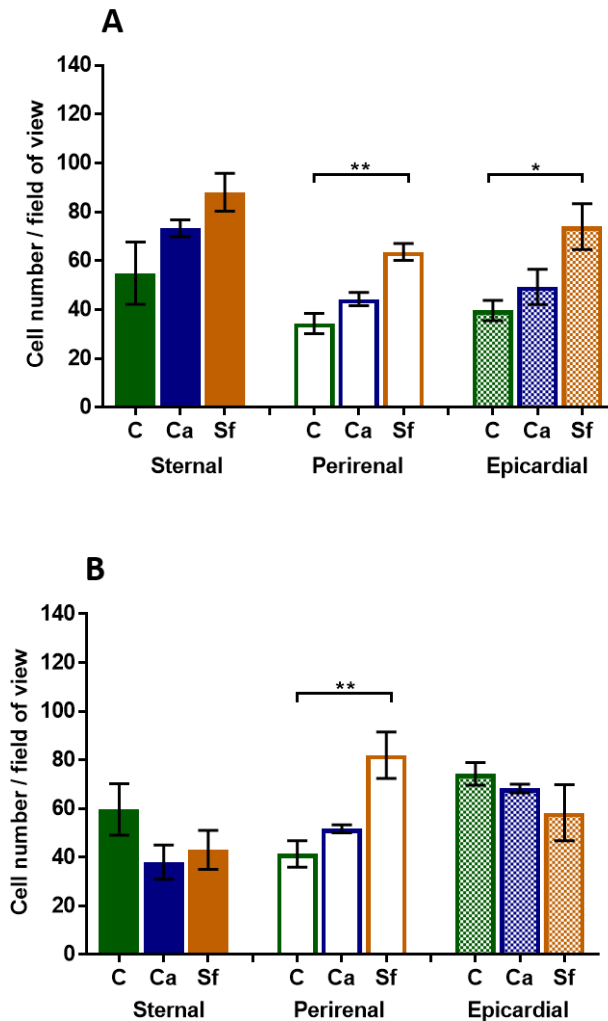 A
Cell number / field of view
140
120
100
80
60
40
20
0
**
*
C Ca Sf C Ca Sf C Ca Sf
Sternal Perirenal Epicardial
B
Cell number / field of view
140
120
100
80
60
40
20
0
**
C Ca Sf C Ca Sf C Ca Sf
Sternal Perirenal Epicardial